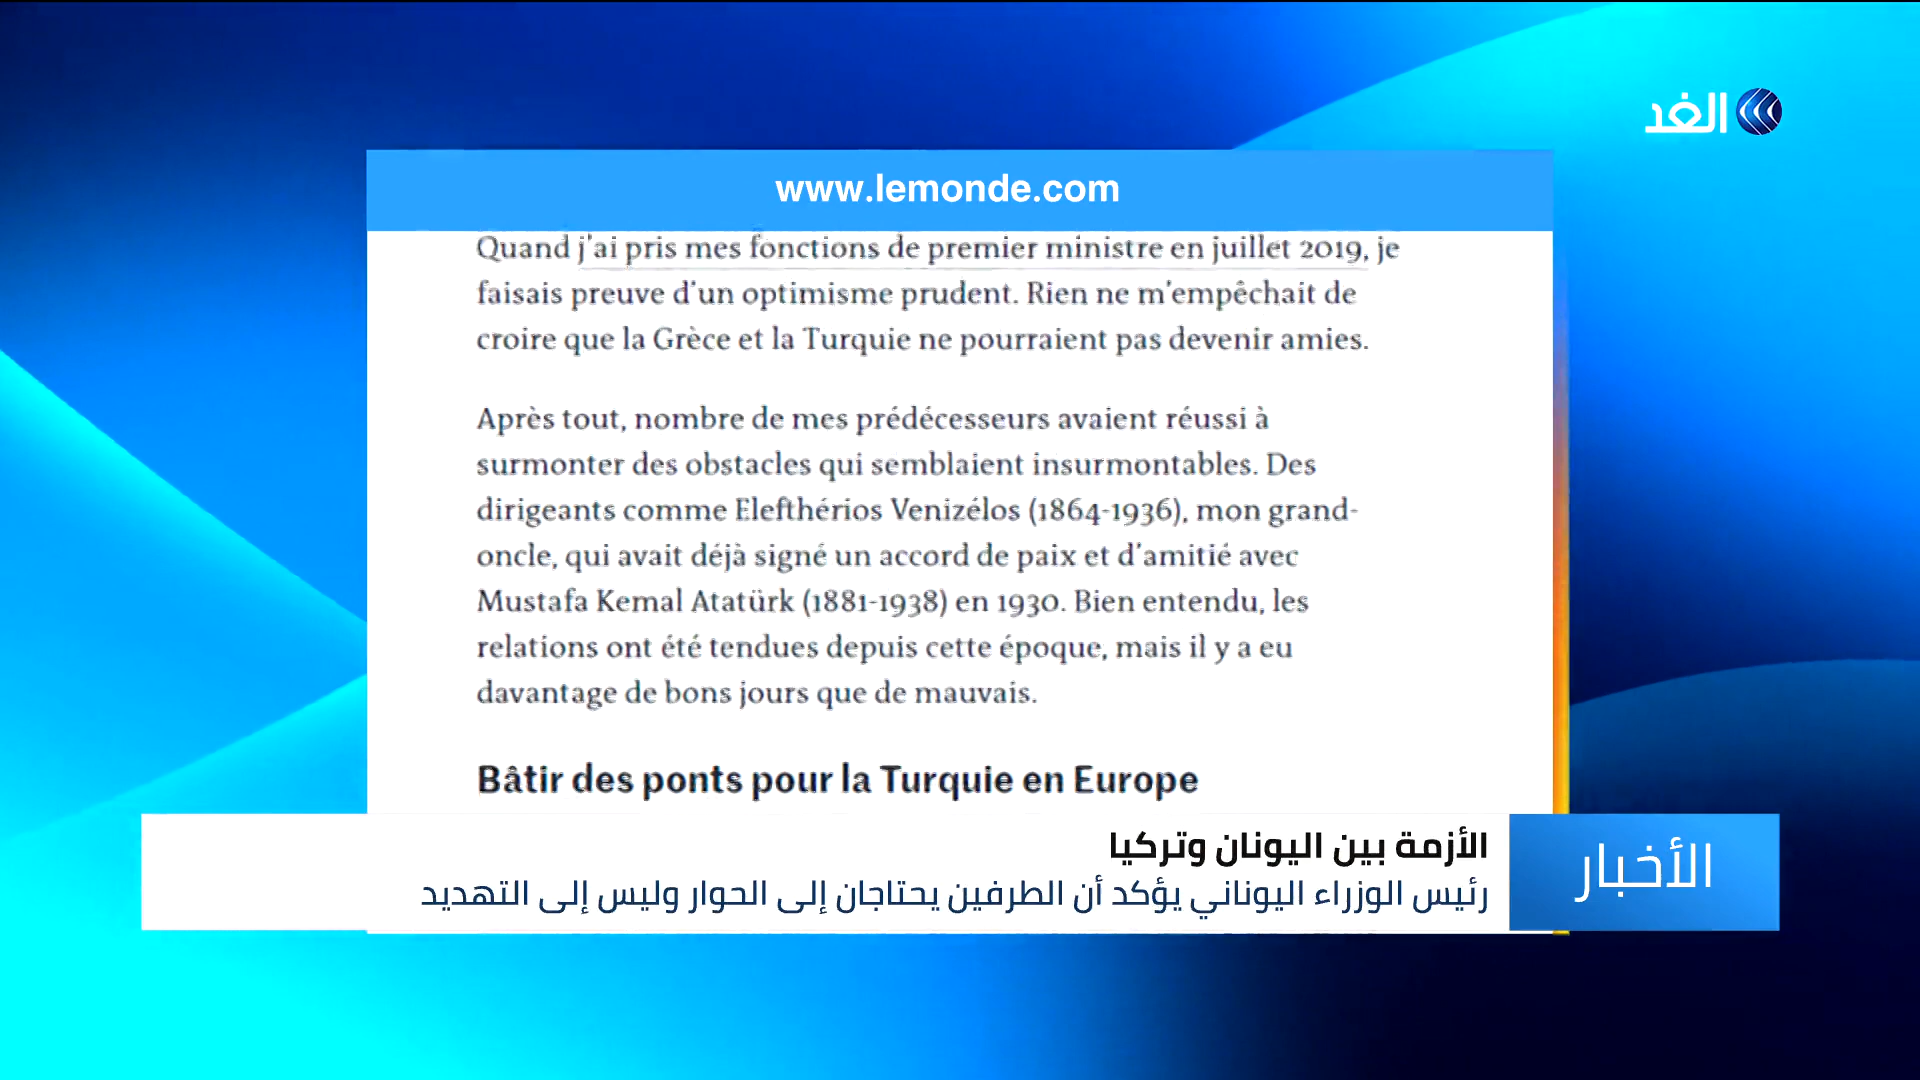 الغد
www.lemonde.com
Quand j'ai pris mes fonctions de premier ministre en juillet 2019, je
faisais preuve d'un optimisme prudent. Rien ne m'empêchait de
croire que la Grèce et la Turquie ne pourraient pas devenir amies.
Après tout, nombre de mes prédécesseurs avaient réussi à
surmonter des obstacles qui semblaient insurmontables. Des
dirigeants comme Elefthérios Venizélos (1864-1936), mon grand-
oncle, qui avait déjà signé un accord de paix et d'amitié avec
Mustafa Kemal Atatürk (1881-1938) en 1930. Bien entendu, les
relations ont été tendues depuis cette époque, mais il y a eu
davantage de bons jours que de mauvais.
Bâtir des ponts pour la Turquie en Europe
الأخبار
الأزمة بين اليونان وتركيا
رئيس الوزراء اليوناني يؤكد أن الطرفين يحتاجان إلى الحوار وليس إلى التهديد